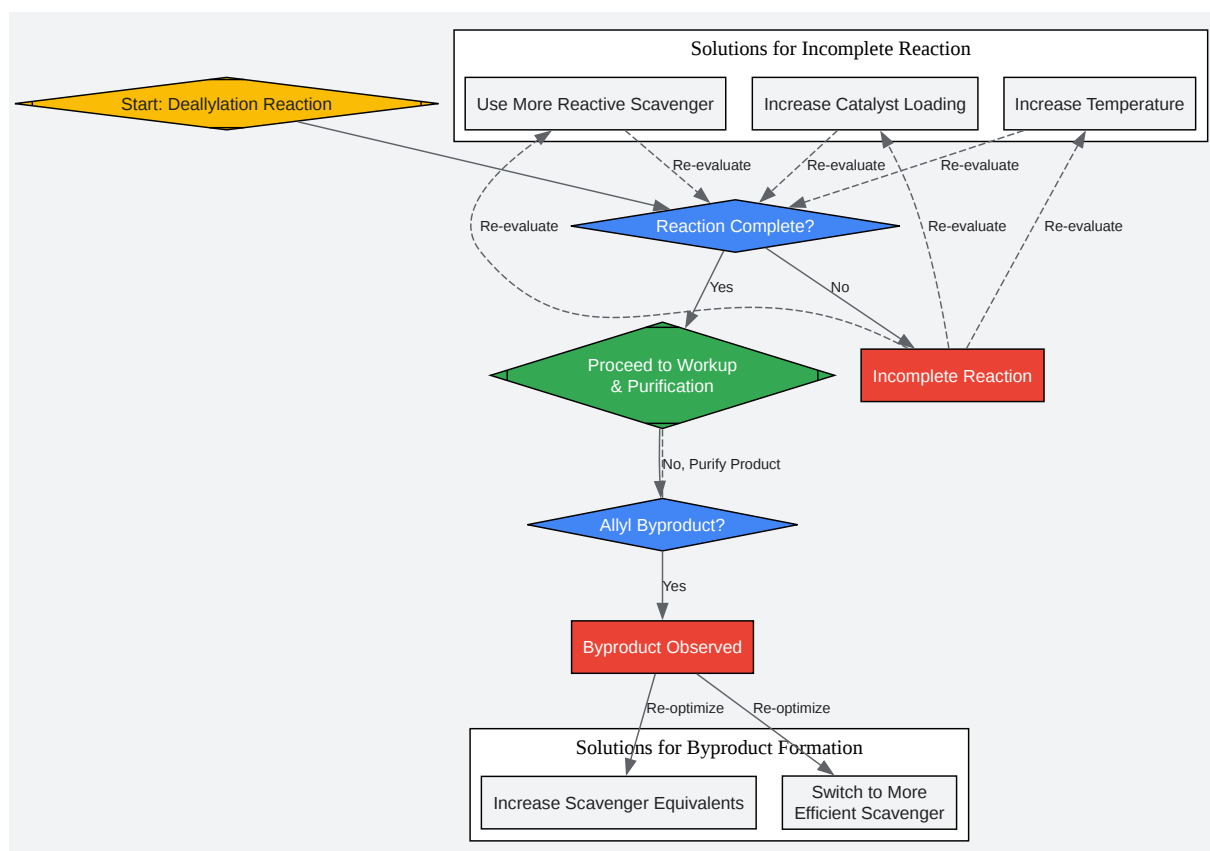 Solutions for Incomplete Reaction
Start: Deallylation Reaction
Use More Reactive Scavenger
Increase Catalyst Loading
Increase Temperature
Re-evaluate
Re-evaluate
Re-evaluate
Re-evaluate
Reaction Complete?
Re-evaluate
Re-evaluate
Yes
No
Proceed to Workup
& Purification
Incomplete Reaction
No, Purify Product
Allyl Byproduct?
Yes
Byproduct Observed
Re-optimize
Re-optimize
Solutions for Byproduct Formation
Increase Scavenger Equivalents
Switch to More
Efficient Scavenger